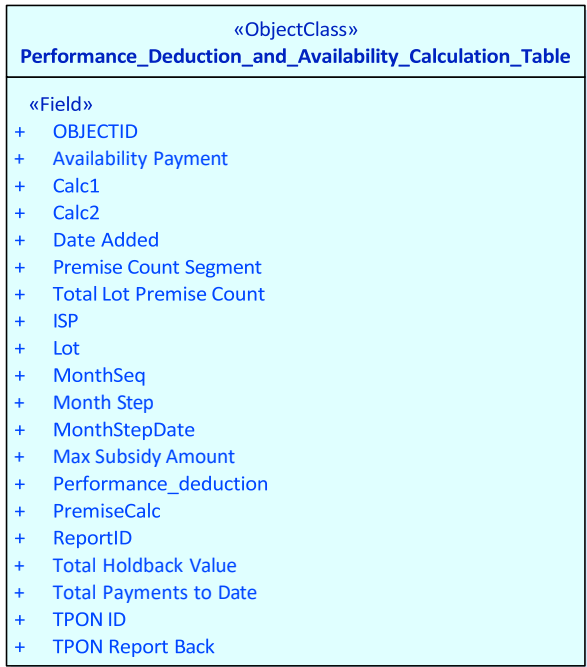 «ObjectClass»
Performance_Deduction_and_Availability_Calculation_Table
«Field»
+ OBJECTID
+ Availability Payment
+ Calc1
+ Calc2
+ Date Added
+ Premise Count Segment
+ Total Lot Premise Count
+ ISP
+ Lot
+ MonthSeq
+ Month Step
+ MonthStepDate
+ Max Subsidy Amount
+ Performance_deduction
+ PremiseCalc
+ ReportID
+ Total Holdback Value
+ Total Payments to Date
+ TPON ID
+ TPON Report Back